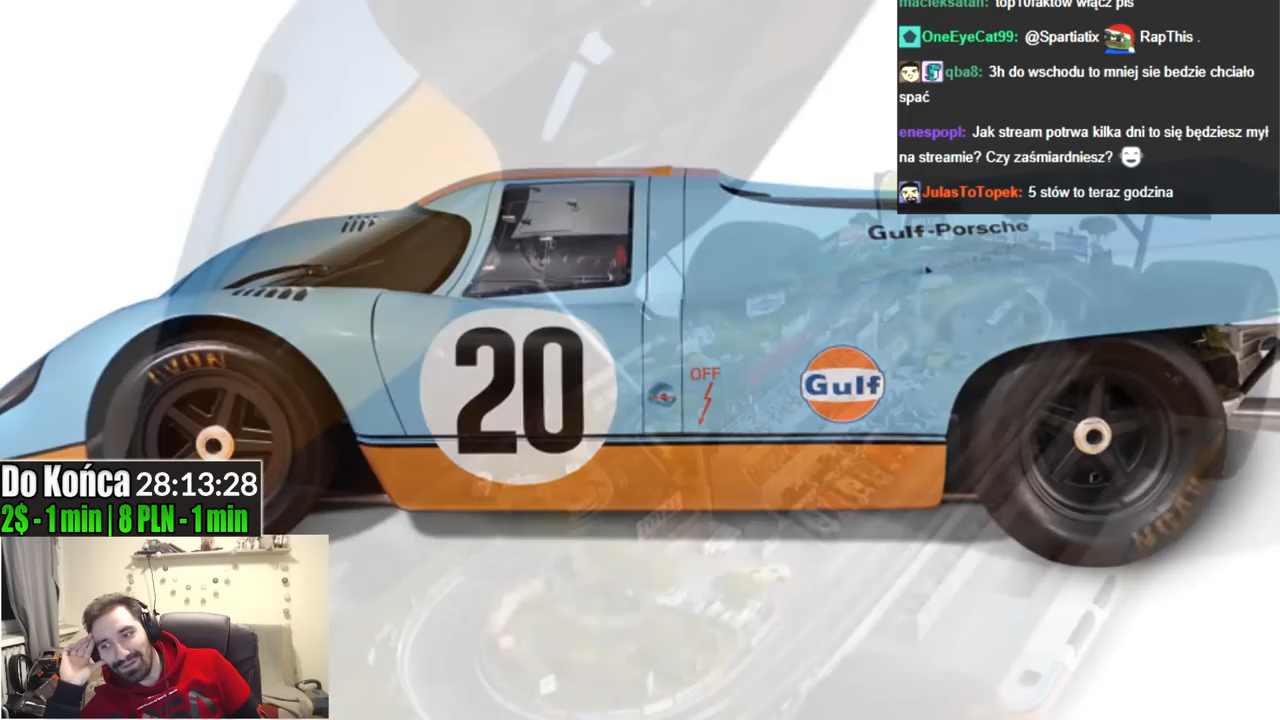 macieksatan: top10faktów włącz pls
OneEyeCat99: @Spartiatix RapThis .
qba8: 3h do wschodu to mniej sie bedzie chciało
spać
enespopl: Jak stream potrwa kilka dni to się będziesz mył
na streamie? Czy zaśmiardniesz?
JulasToTopek: 5 stów to teraz godzina
Gulf-Porsche
AVON
20
OFF
Gulf
AVON
Do Końca 28:13:28
2$ - 1 min | 8 PLN - 1 min